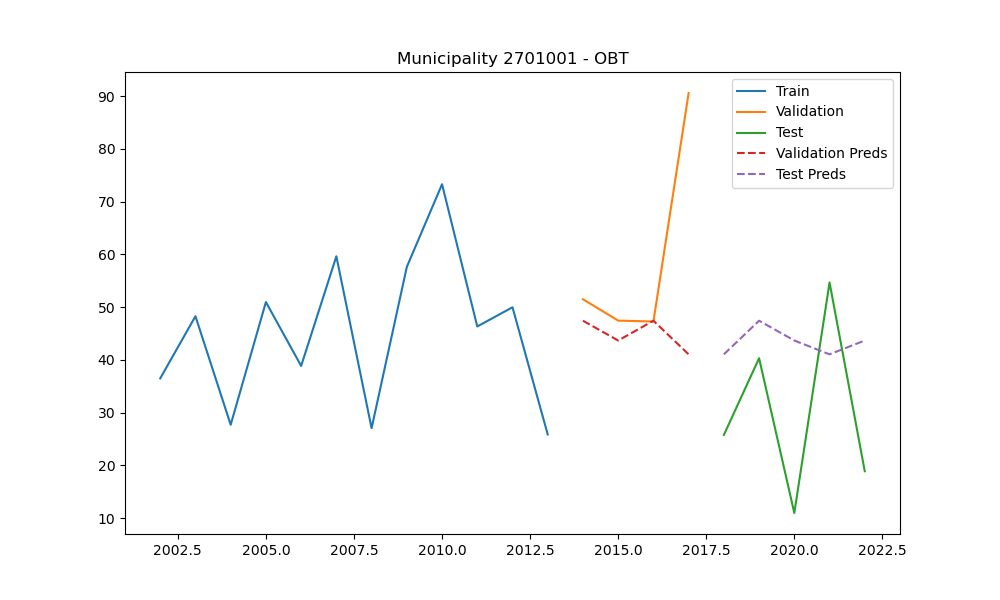 Municipality 2701001 - OBT
90
80
70
60
50
40
30
20
10
Train
Validation
Test
Validation Preds
Test Preds
2002.5 2005.0 2007.5 2010.0 2012.5 2015.0 2017.5 2020.0 2022.5